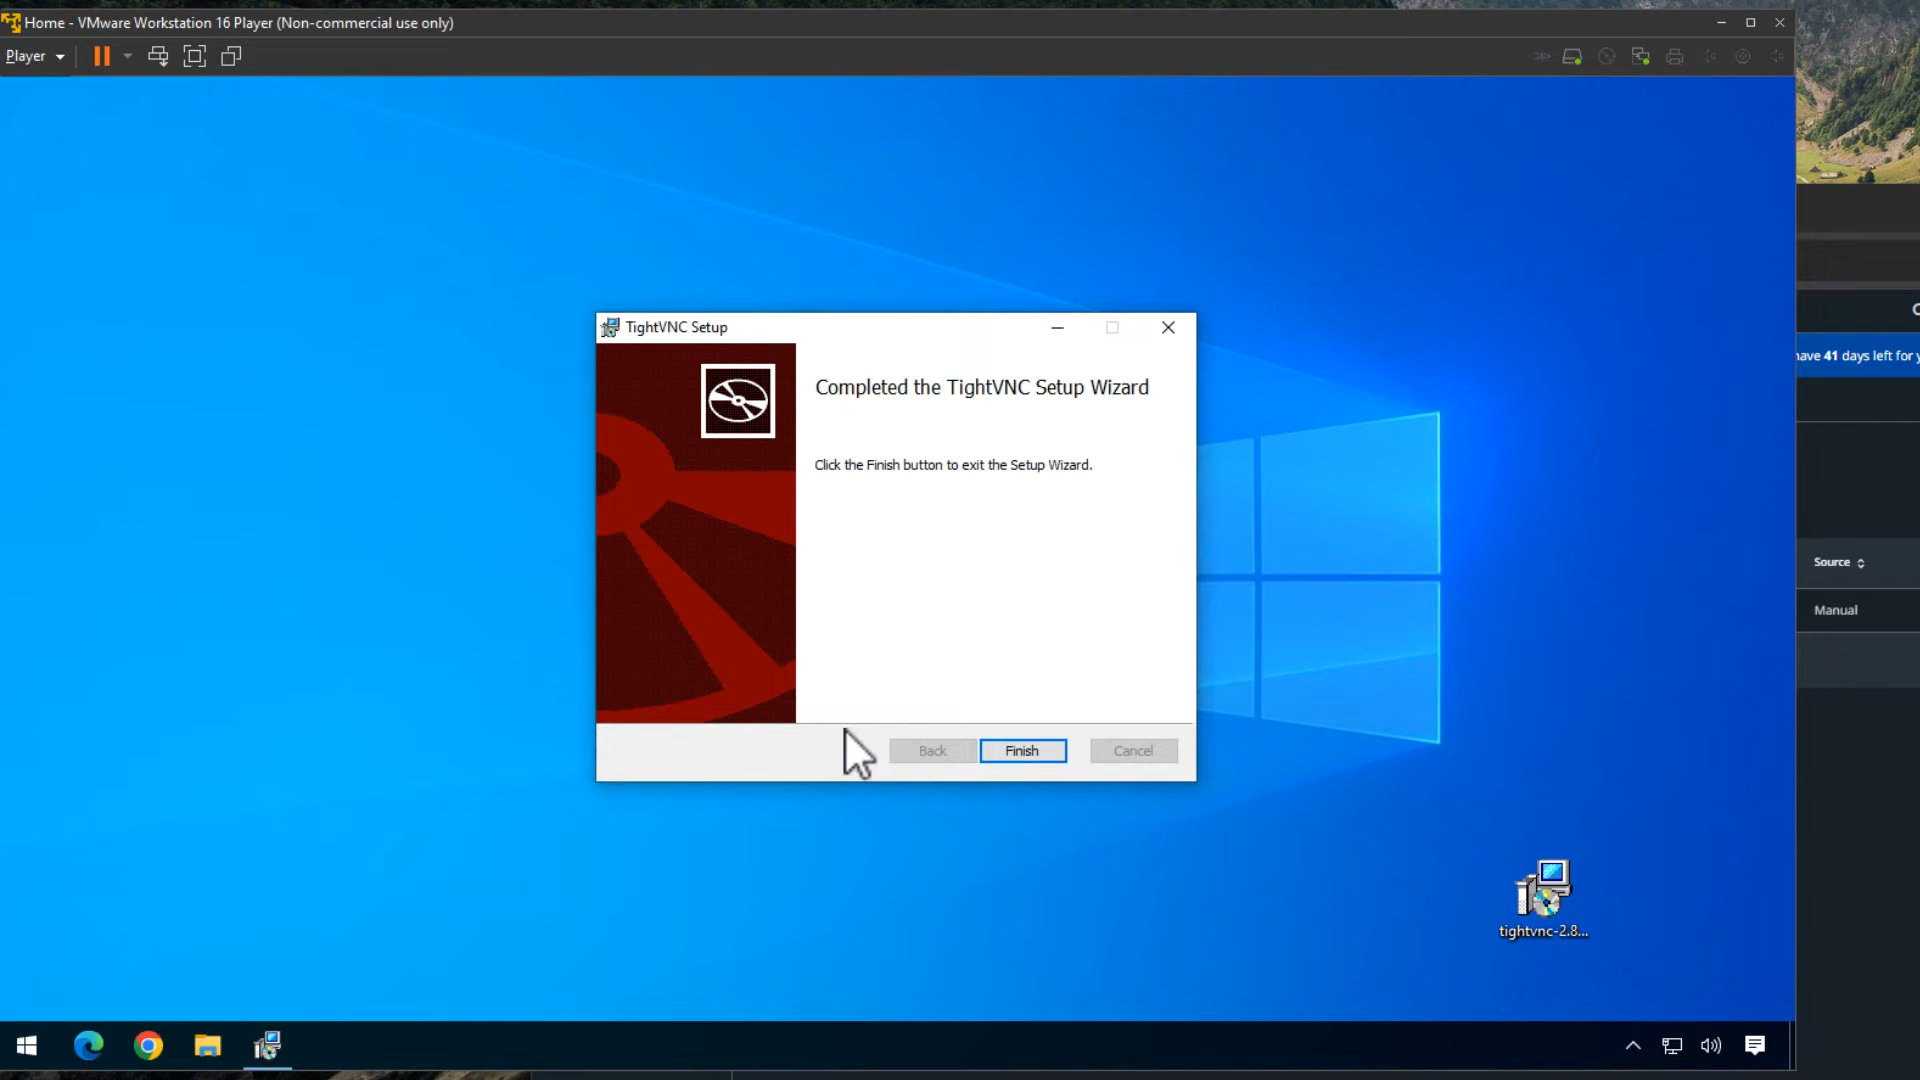 Home - VMware Workstation 16 Player (Non-commercial use only)
Player
TightVNC Setup
Completed the TightVNC Setup Wizard
Click the Finish button to exit the Setup Wizard.
Back
Finish
Cancel
have 41 days left for
Source
Manual
tightvnc-2.8...